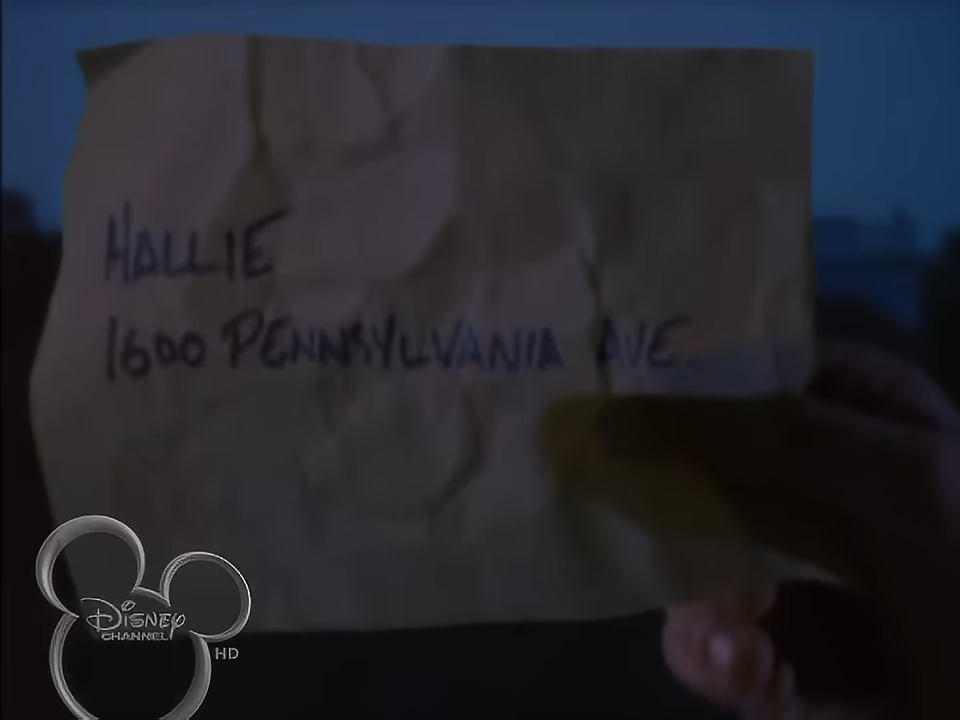 HALLIE
1600 PENNSYLVANIA AVE.
DISNEY
CHANNEL
HD